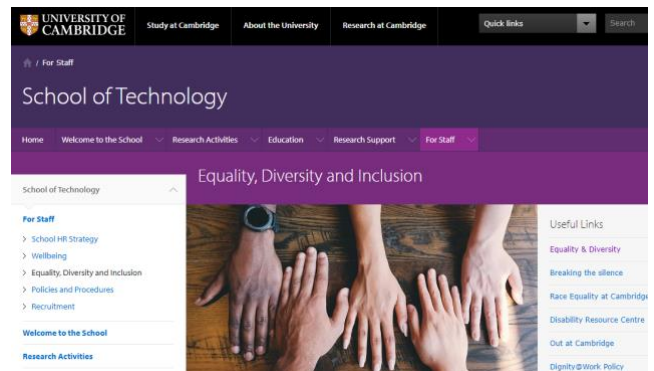 UNIVERSITY OF
CAMBRIDGE
Study at Cambridge
About the University
Research at Cambridge
Quick links
Search
/ For Staff
School of Technology
Home
Welcome to the School
Research Activities
Education
Research Support
For Staff
School of Technology
Equality, Diversity and Inclusion
For Staff
> School HR Strategy
> Wellbeing
> Equality, Diversity and Inclusion
> Policies and Procedures
> Recruitment
Welcome to the School
Research Activities
Useful Links
Equality & Diversity
Breaking the silence
Race Equality at Cambridge
Disability Resource Centre
Out at Cambridge
Dignity@Work Policy